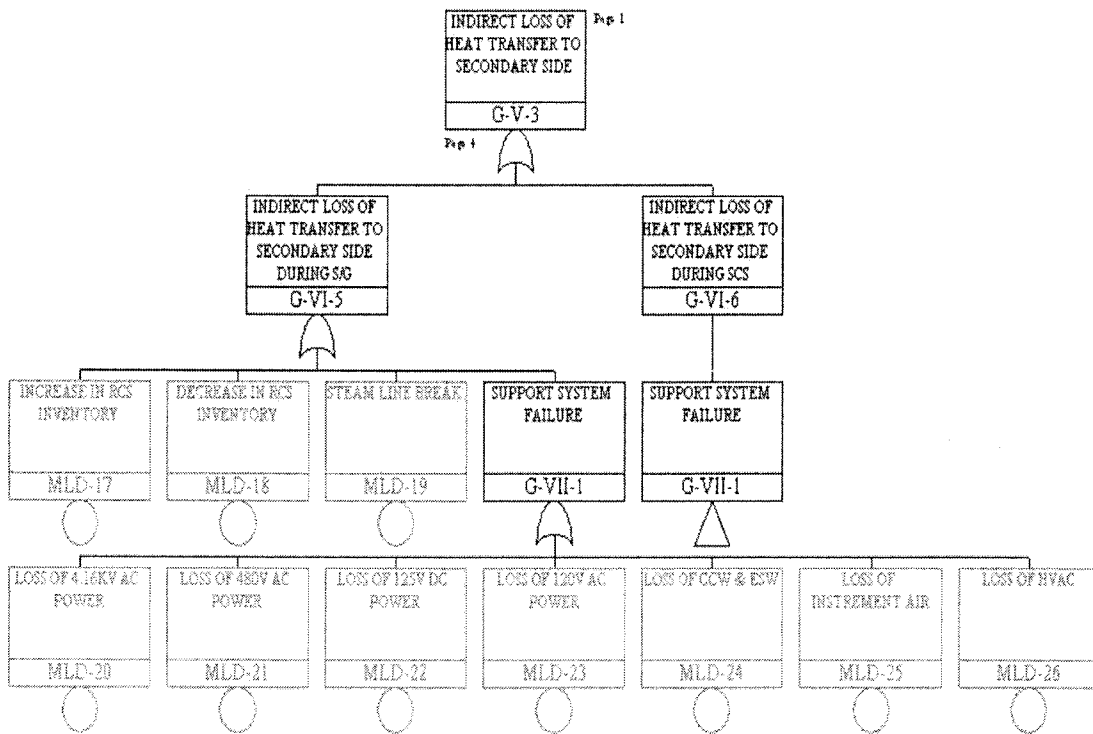 INDIRECT LOSS OF
HEAT TRANSFER TO
SECONDARY SIDE
G-V-3
Page 1
Page 4
INDIRECT LOSS OF
HEAT TRANSFER TO
SECONDARY SIDE
DURING S/G
G-VI-5
INDIRECT LOSS OF
HEAT TRANSFER TO
SECONDARY SIDE
DURING SCS
G-VI-6
INCREASE IN RCS
INVENTORY
MLD-17
DECREASE IN RCS
INVENTORY
MLD-18
STEAM LINE BREAK
MLD-19
SUPPORT SYSTEM
FAILURE
G-VII-1
SUPPORT SYSTEM
FAILURE
G-VII-1
LOSS OF 4.16KV AC
POWER
MLD-20
LOSS OF 480V AC
POWER
MLD-21
LOSS OF 125V DC
POWER
MLD-22
LOSS OF 120V AC
POWER
MLD-23
LOSS OF CCW & ESW
MLD-24
LOSS OF
INSTREMENT AIR
MLD-25
LOSS OF HVAC
MLD-26